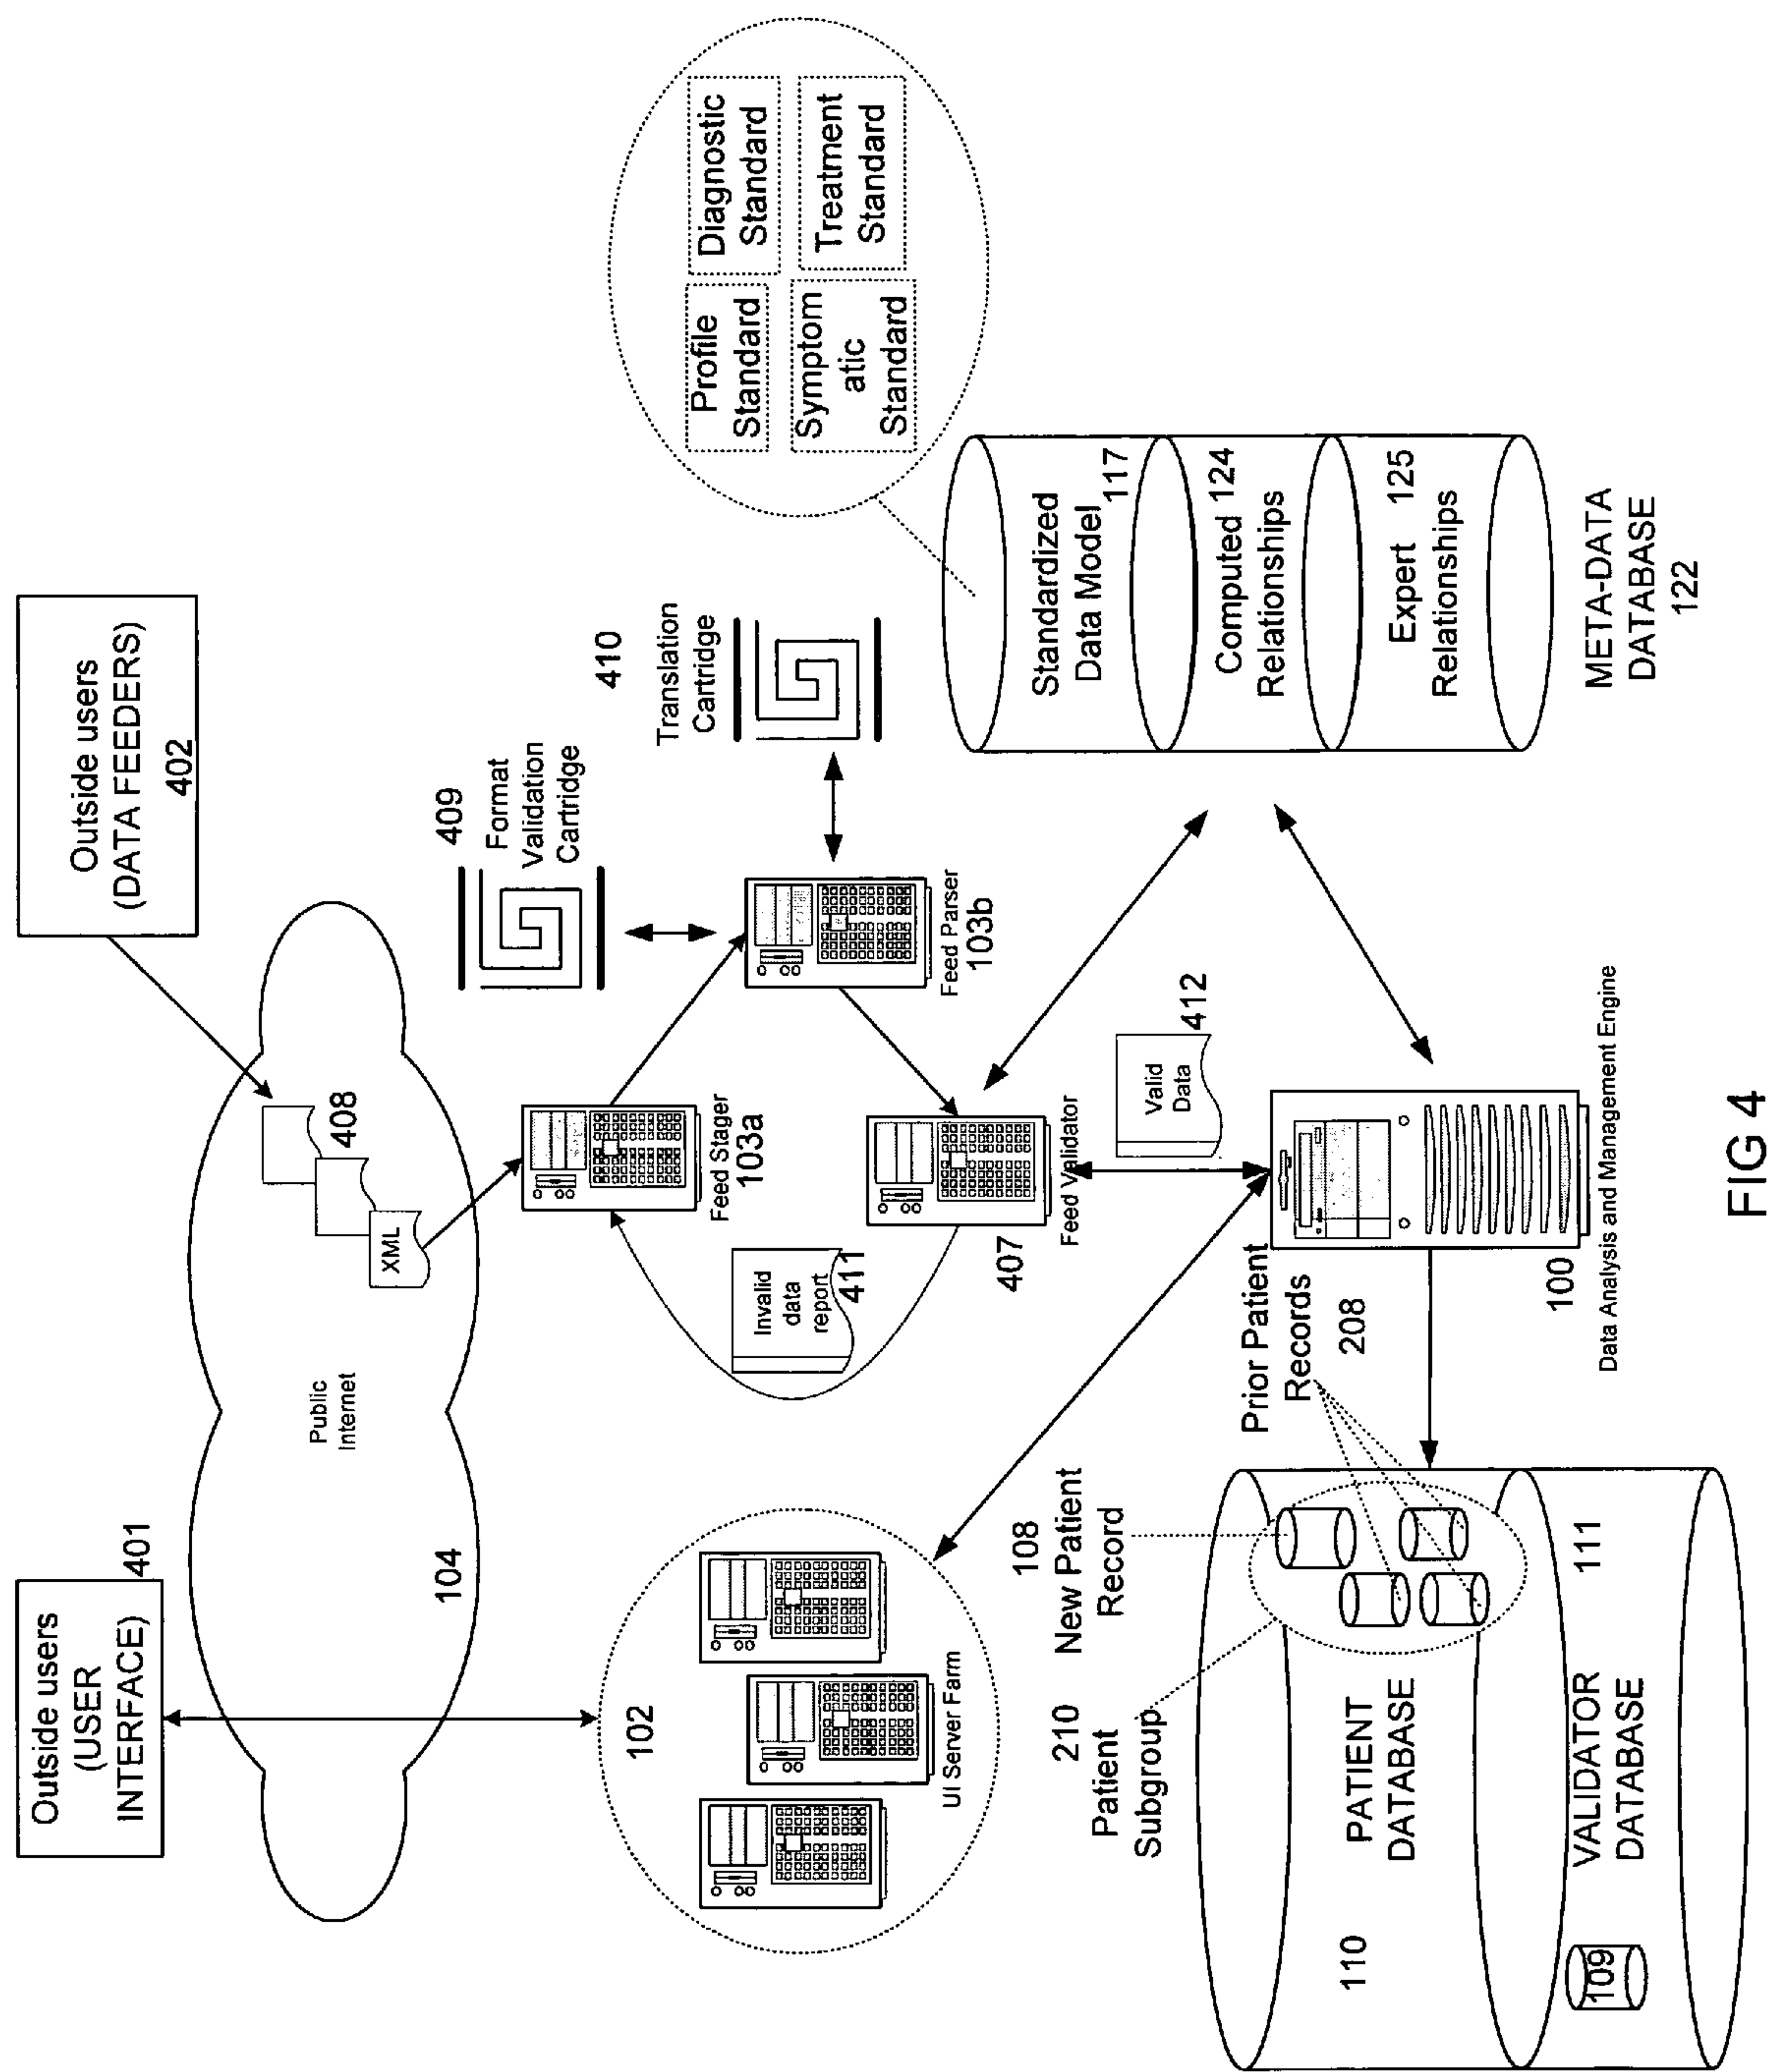 Outside users
(USER
INTERFACE)
401
Outside users
(DATA FEEDERS)
402
Public
Internet
104
408
XML
409
Format
Validation
Cartridge
410
Translation
Cartridge
Feed Stager
103a
Feed Parser
103b
Invalid
data
report
411
407
Feed Validator
Valid
Data
412
102
UI Server Farm
Profile
Standard
Diagnostic
Standard
Symptom
atic
Standard
Treatment
Standard
Standardized
Data Model
117
Computed 124
Relationships
Expert 125
Relationships
META-DATA
DATABASE
122
210
Patient
Subgroup
108
New Patient
Record
Prior Patient
Records
208
100
Data Analysis and Management Engine
110
PATIENT
DATABASE
109
VALIDATOR
DATABASE
111
FIG 4